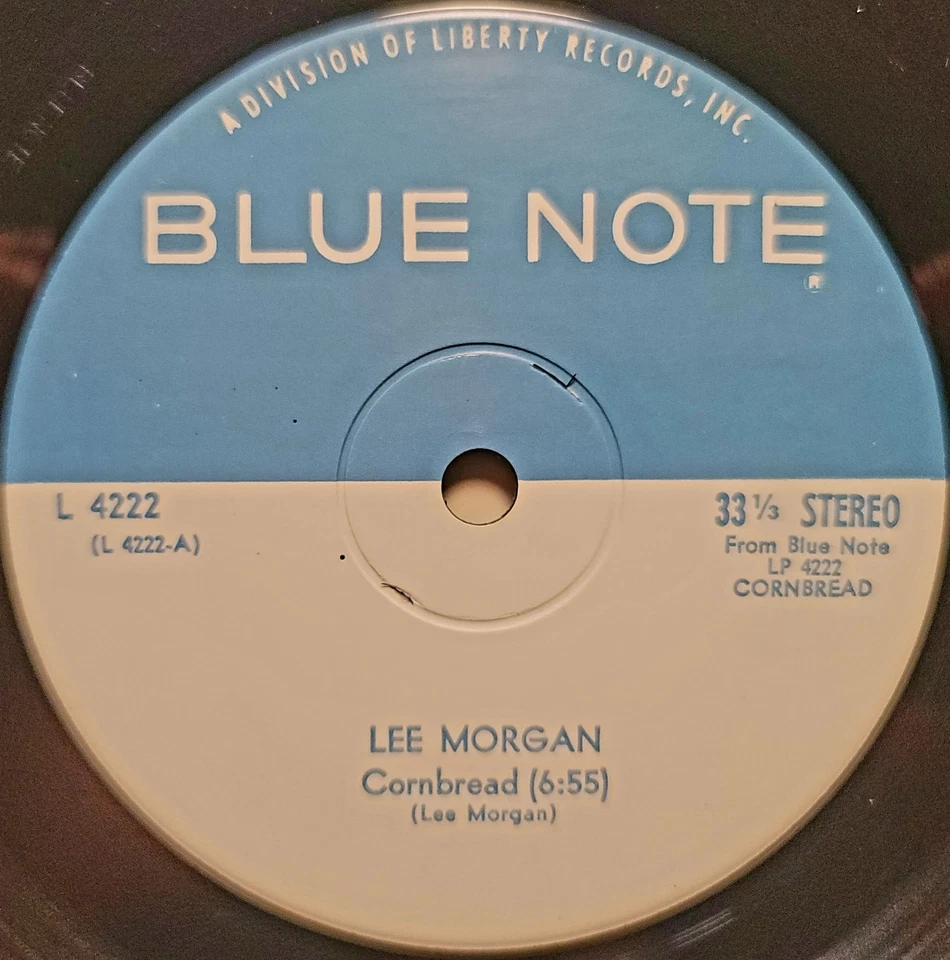 A DIVISION OF LIBERTY RECORDS, INC.
BLUE NOTE
®
L 4222
(L 4222-A)
33 ⅓ STEREO
From Blue Note
LP 4222
CORNBREAD
LEE MORGAN
Cornbread (6:55)
(Lee Morgan)